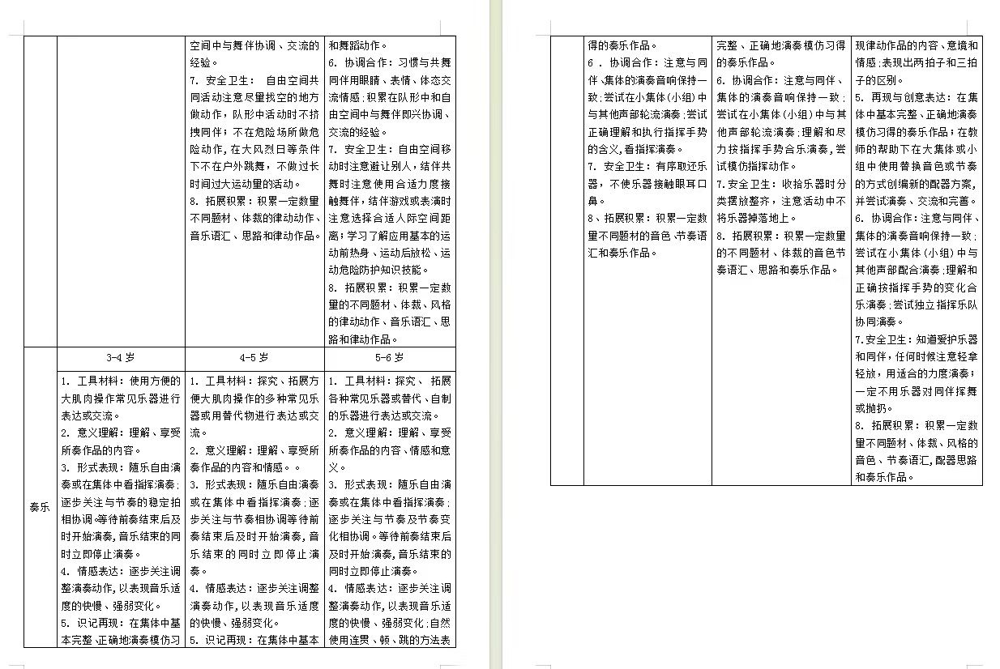 空间中与舞伴协调、交流的
经验。
7. 安全卫生: 自由空间共
同活动注意尽量找空的地方
做动作,队形中活动时不挤
拽同伴;不在危险场所做危
险动作,在大风烈日等条件
下不在户外跳舞,不做过长
时间过大运动量的活动。
8. 拓展积累:积累一定数量
不同题材、体裁的律动动作、
音乐语汇、思路和律动作品。
和舞蹈动作。
6. 协调合作:习惯与共舞
同伴用眼睛、表情、体态交
流情感;积累在队形中和自
由空间中与舞伴即兴协调、
交流的经验。
7. 安全卫生:自由空间移
动时注意避让别人,结伴共
舞时注意使用合适力度接
触舞伴,结伴游戏或表演时
注意选择合适人际空间距
离;学习了解应用基本的运
动前热身、运动后放松、运
动危险防护知识技能。
8. 拓展积累:积累一定数
量的不同题材、体裁、风格
的律动动作、音乐语汇、思
路和律动作品。
奏乐
3-4 岁
4-5 岁
5-6 岁
1. 工具材料:使用方便的
大肌肉操作常见乐器进行
表达或交流。
2. 意义理解:理解、享受
所奏作品的内容。
3. 形式表现:随乐自由演
奏或在集体中看指挥演奏;
逐步关注与节奏的稳定拍
相协调。等待前奏结束后及
时开始演奏,音乐结束的同
时立即停止演奏。
4. 情感表达:逐步关注调
整演奏动作,以表现音乐适
度的快慢、强弱变化。
5. 识记再现:在集体中基
本完整、正确地演奏模仿习
1. 工具材料:探究、拓展方
便大肌肉操作的多种常见乐
器或用替代物进行表达或交
流。
2. 意义理解:理解、享受所
奏作品的内容和情感。。
3. 形式表现:随乐自由演奏
或在集体中看指挥演奏;逐
步关注与节奏相协调等待前
奏结束后及时开始演奏,音
乐结束的同时立即停止演
奏。
4. 情感表达:逐步关注调整
演奏动作,以表现音乐适度
的快慢、强弱变化。
5. 识记再现:在集体中基本
1. 工具材料:探究、 拓展
各种常见乐器或替代、自制
的乐器进行表达或交流。
2. 意义理解:理解、享受
所奏作品的内容、情感和意
义。
3. 形式表现:随乐自由演
奏或在集体中看指挥演奏;
逐步关注与节奏及节奏变
化相协调。等待前奏结束后
及时开始演奏,音乐结束的
同时立即停止演奏。
4. 情感表达:逐步关注调
整演奏动作,以表现音乐适
度的快慢、强弱变化;自然
使用连贯、顿、跳的方法表
得的奏乐作品。
6 . 协调合作:注意与同
伴、集体的演奏音响保持一
致;尝试在小集体(小组)中
与其他声部轮流演奏;尝试
正确理解和执行指挥手势
的含义,看指挥演奏。
7. 安全卫生:有序取还乐
器,不使乐器接触眼耳口
鼻。
8、拓展积累:积累一定数
量不同题材的音色、节奏语
汇和奏乐作品。
完整、正确地演奏模仿习得
的奏乐作品。
6. 协调合作:注意与同伴、
集体的演奏音响保持一致;
尝试在小集体(小组)中与其
他声部轮流演奏;理解和尽
力按指挥手势合乐演奏,尝
试模仿指挥动作。
7.安全卫生:收拾乐器时分
类摆放整齐,注意活动中不
将乐器掉落地上。
8. 拓展积累:积累一定数量
的不同题材、体裁的音色节
奏语汇、思路和奏乐作品。
现律动作品的内容、意境和
情感;表现出两拍子和三拍
子的区别。
5. 再现与创意表达:在集
体中基本完整、正确地演奏
模仿习得的奏乐作品;在教
师的帮助下在大集体或小
组中使用替换音色或节奏
的方式创编新的配器方案,
并尝试演奏、交流和完善。
6. 协调合作:注意与同伴、
集体的演奏音响保持一致;
尝试在小集体(小组)中与
其他声部配合演奏;理解和
正确按指挥手势的变化合
乐演奏;尝试独立指挥乐队
协同演奏。
7.安全卫生:知道爱护乐器
和同伴,任何时候注意轻拿
轻放,用适合的力度演奏;
一定不用乐器对同伴挥舞
或抛扔。
8. 拓展积累:积累一定数
量不同题材、体裁、风格的
音色、节奏语汇,配器思路
和奏乐作品。